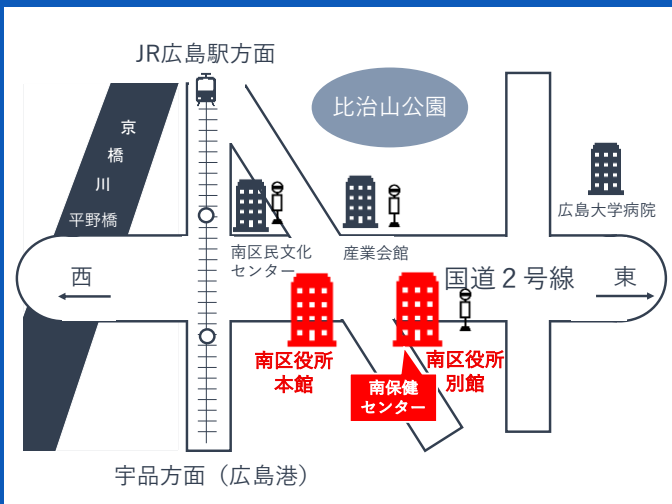 JR広島駅方面
比治山公園
京橋川
平野橋
広島大学病院
南区民文化
センター
産業会館
西
国道２号線
東
南区役所
本館
南区役所
別館
南保健
センター
宇品方面（広島港）